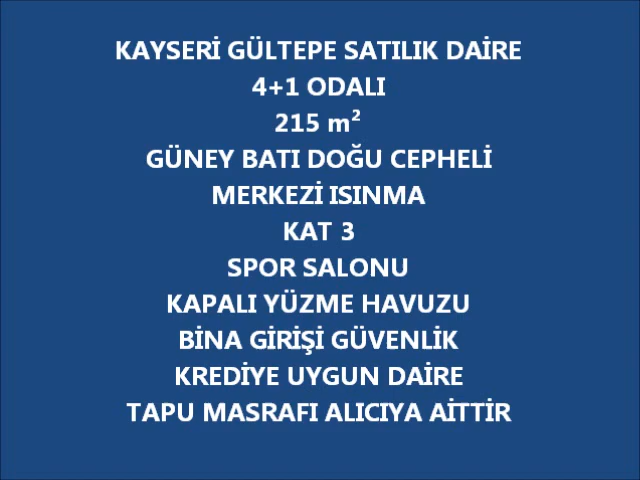 KAYSERİ GÜLTEPE SATILIK DAİRE
4+1 ODALI
215 m²
GÜNEY BATI DOĞU CEPHELİ
MERKEZİ ISINMA
KAT 3
SPOR SALONU
KAPALI YÜZME HAVUZU
BİNA GİRİŞİ GÜVENLİK
KREDİYE UYGUN DAİRE
TAPU MASRAFI ALICIYA AİTTİR